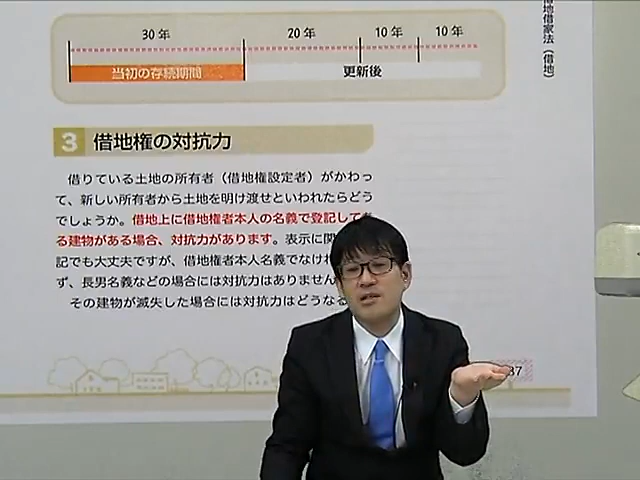 30年
20年
10年
10年
当初の存続期間
更新後
地借家法(借地)
3 借地権の対抗力
借りている土地の所有者(借地権設定者)がかわっ
て、新しい所有者から土地を明け渡せといわれたらどう
でしょうか。借地上に借地権者本人の名義で登記して
る建物がある場合、対抗力があります。表示に関
記でも大丈夫ですが、借地権者本人名義でなけれ
ず、長男名義などの場合には対抗力はありません
その建物が滅失した場合には対抗力はどうなる
37